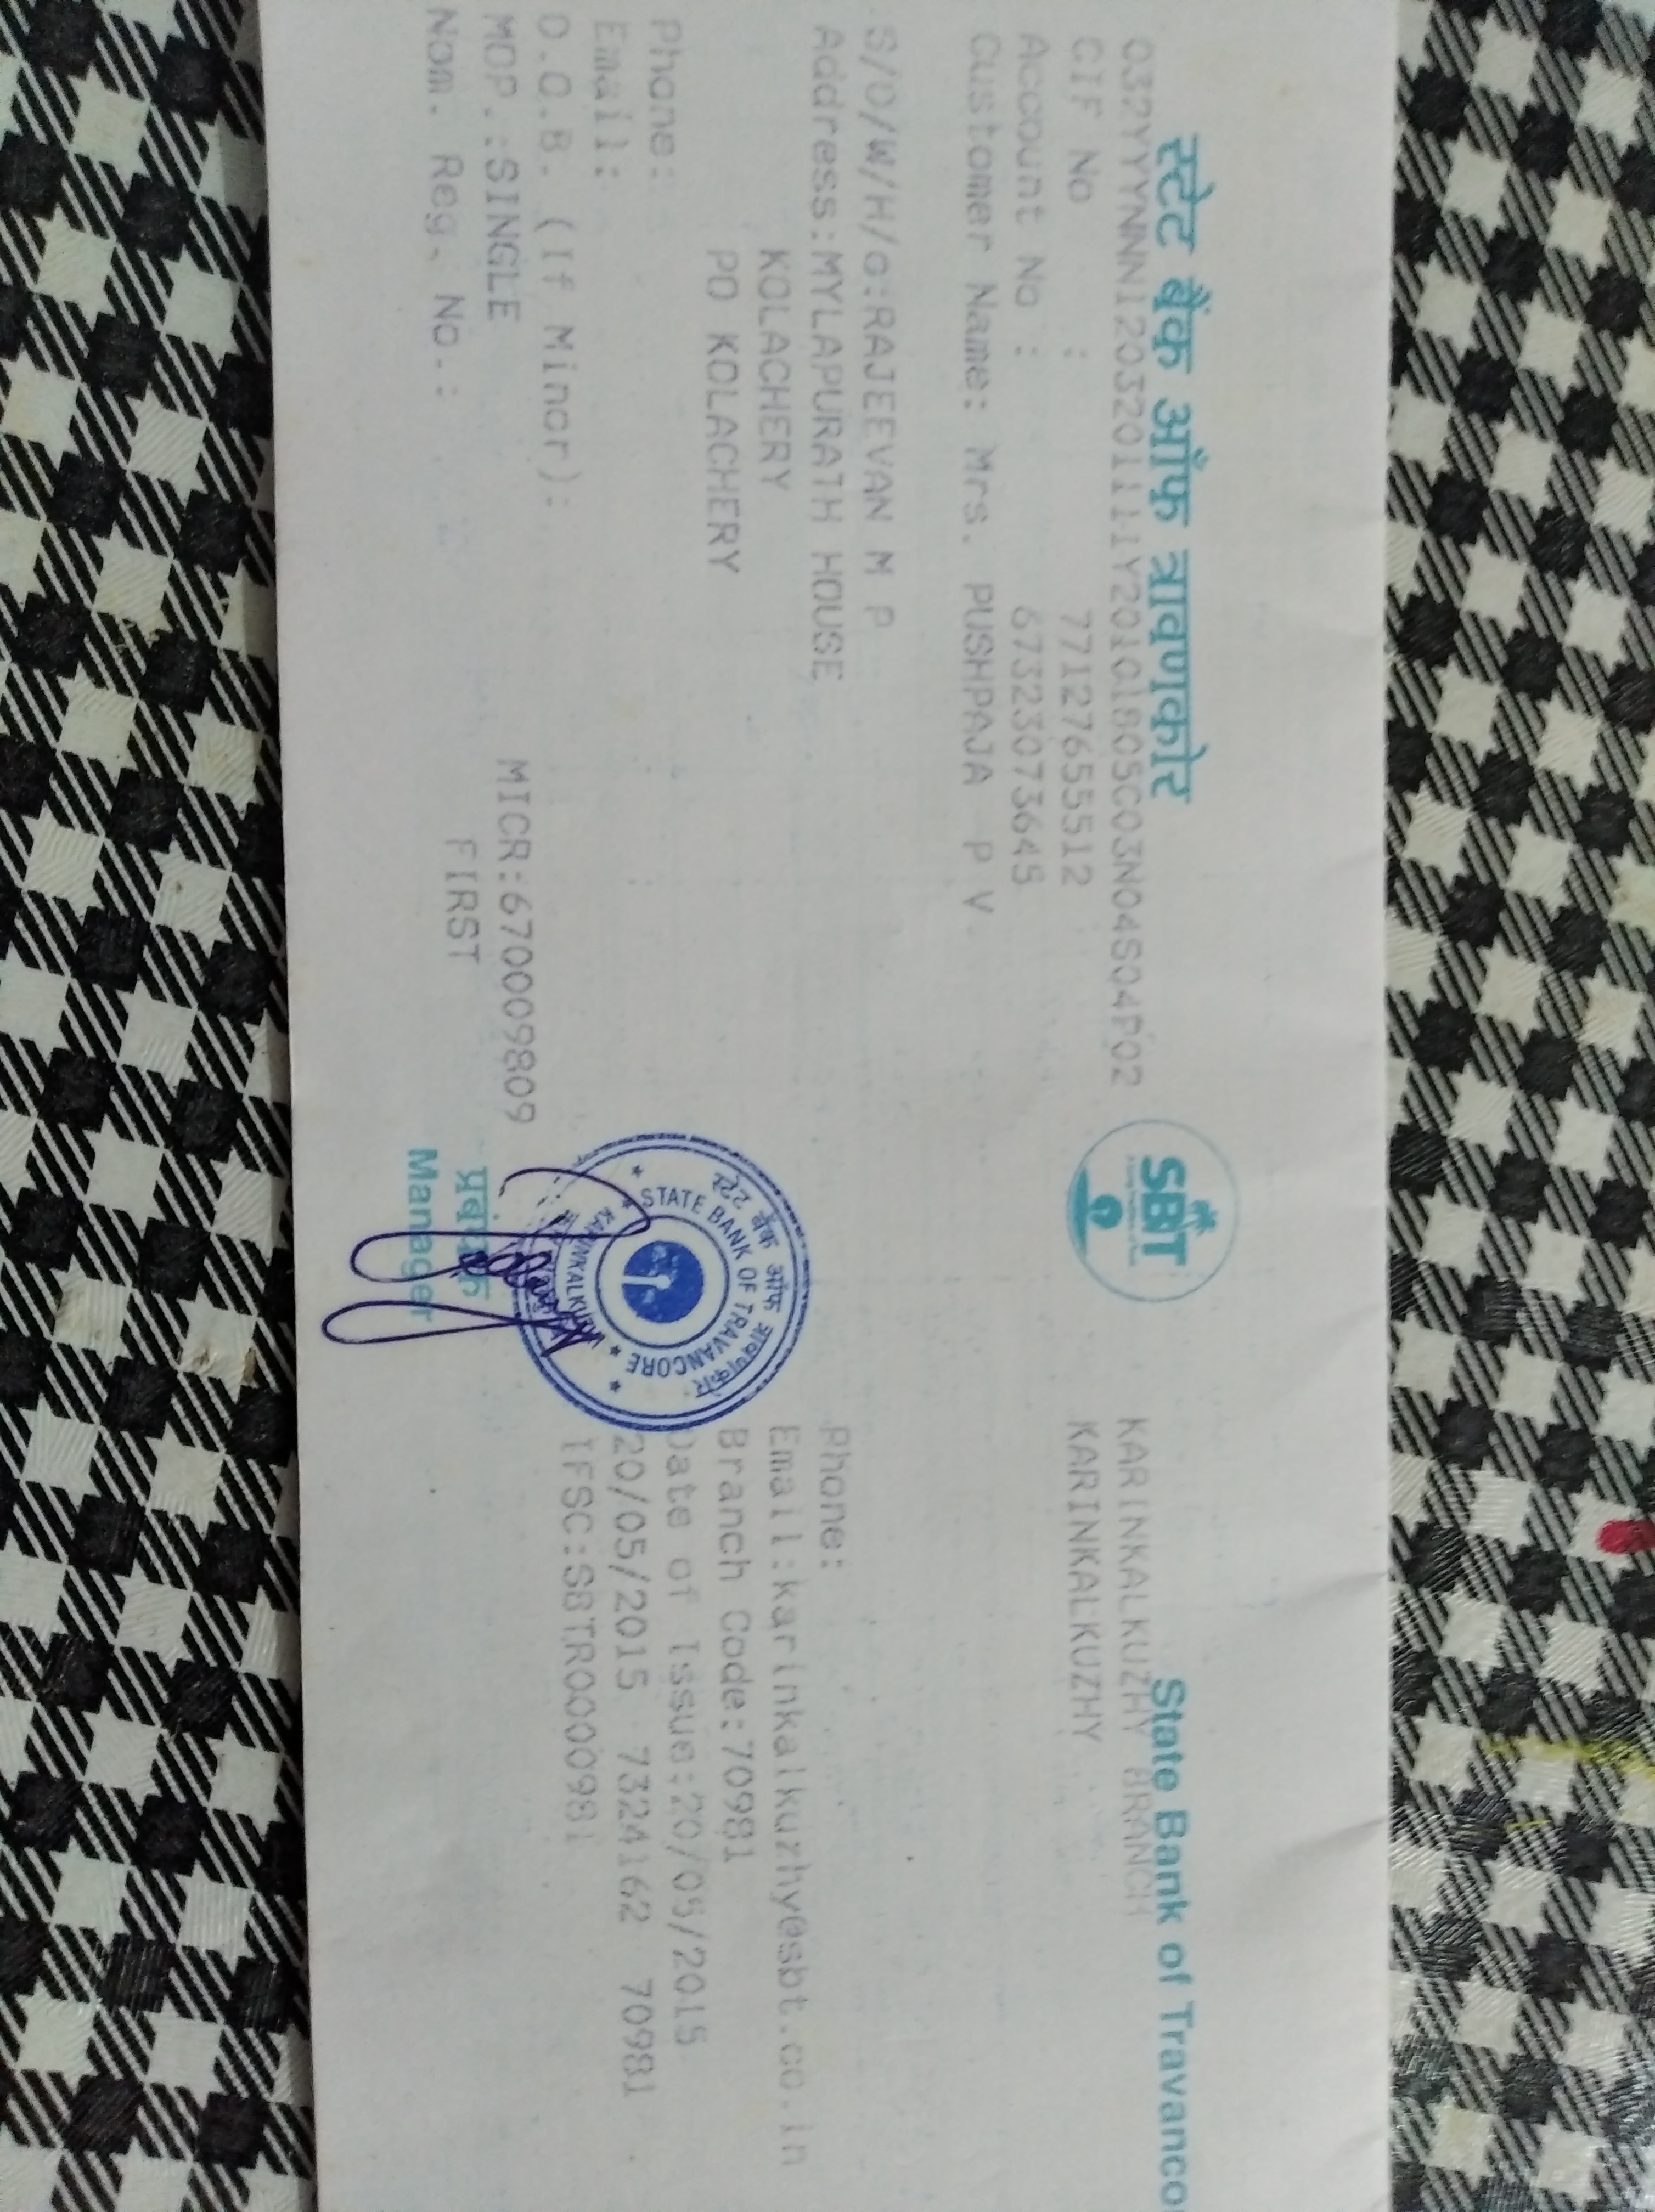 स्टेट बैंक ऑफ त्रावणकोर
SBT
State Bank of Travancor
032YYYNNN1203201111Y20101805C03N04S04P02
KARINKALKUZHY BRANCH
CIF No : 77127655512
KARINKALKUZHY
Account No : 67323073645
Customer Name: Mrs. PUSHPAJA P V
S/D/W/H/o:RAJEEVAN M P
Address:MYLAPURATH HOUSE
KOLACHERY
PO KOLACHERY
Phone:
Email:
D.O.B. (If Minor):
MOP.:SINGLE
Nom. Reg. No.:
MICR:670009809
FIRST
Phone:
Email:karinkalkuzhy@sbt.co.in
Branch Code:70981
Date of Issue:20/05/2015
20/05/2015 7324162 70981
IFSC:SBTR0000981
स्टेट बैंक ऑफ त्रावणकोर
STATE BANK OF TRAVANCORE
प्रबंधक
Manager